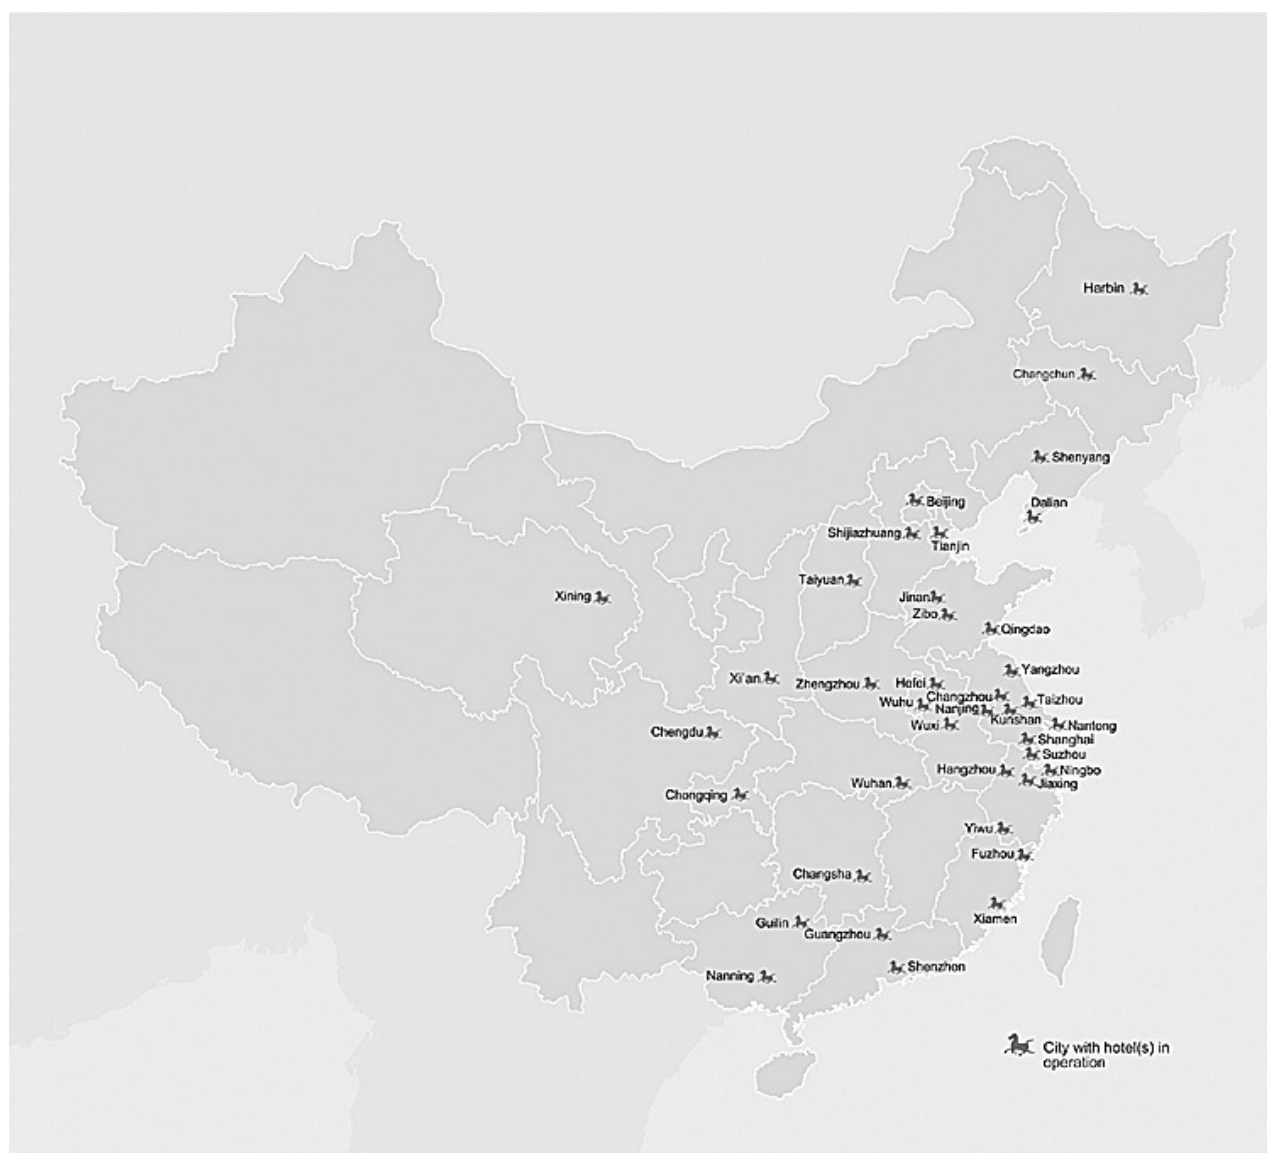 Harbin
Changchun
Shenyang
Beijing
Dalian
Shijiazhuang
Tianjin
Taiyuan
Xining
Jinan
Zibo
Qingdao
Yangzhou
Xi'an
Zhengzhou
Hefei
Changzhou
Taizhou
Wuhu
Nanjing
Kunshan
Wuxi
Nantong
Chengdu
Shanghai
Suzhou
Hangzhou
Ningbo
Jiaxing
Wuhan
Chongqing
Yiwu
Fuzhou
Changsha
Xiamen
Guilin
Guangzhou
Shenzhen
Nanning
City with hotel(s) in
operation